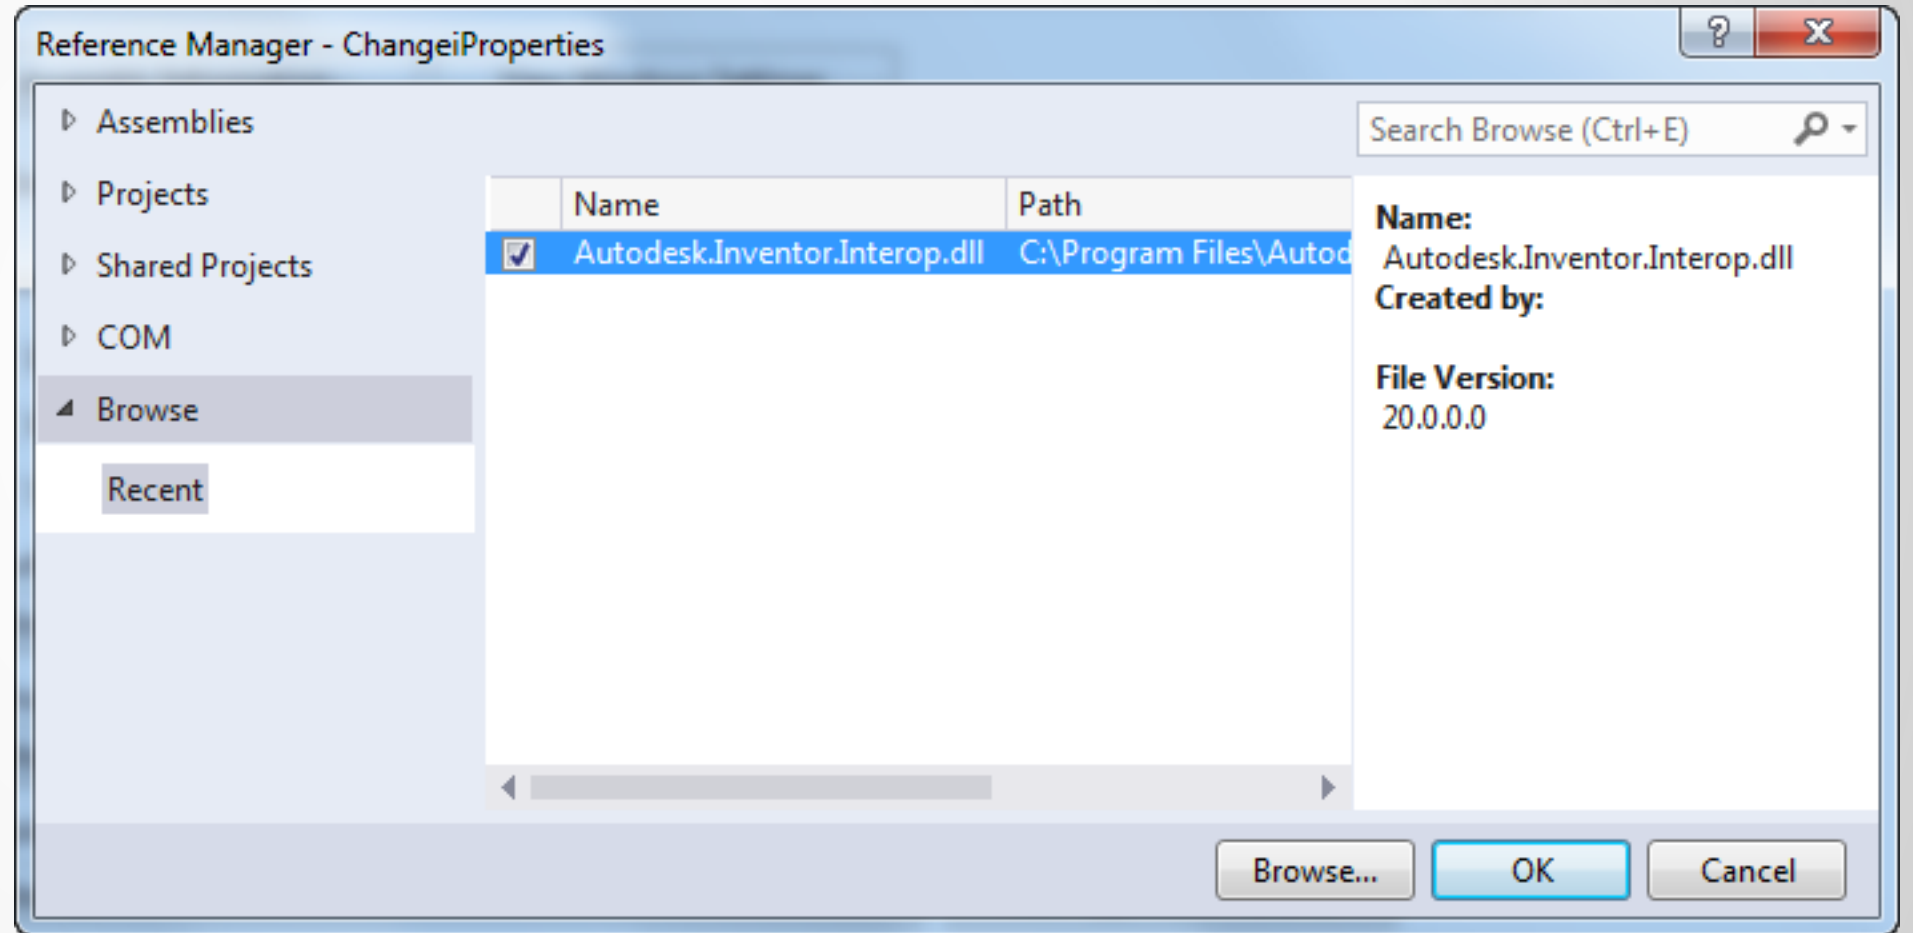 Reference Manager - ChangeiProperties
Assemblies
Projects
Shared Projects
COM
Browse
Recent
Name Path
Autodesk.Inventor.Interop.dll C:\Program Files\Autod
Search Browse (Ctrl+E)
Name:
Autodesk.Inventor.Interop.dll
Created by:
File Version:
20.0.0.0
Browse... OK Cancel